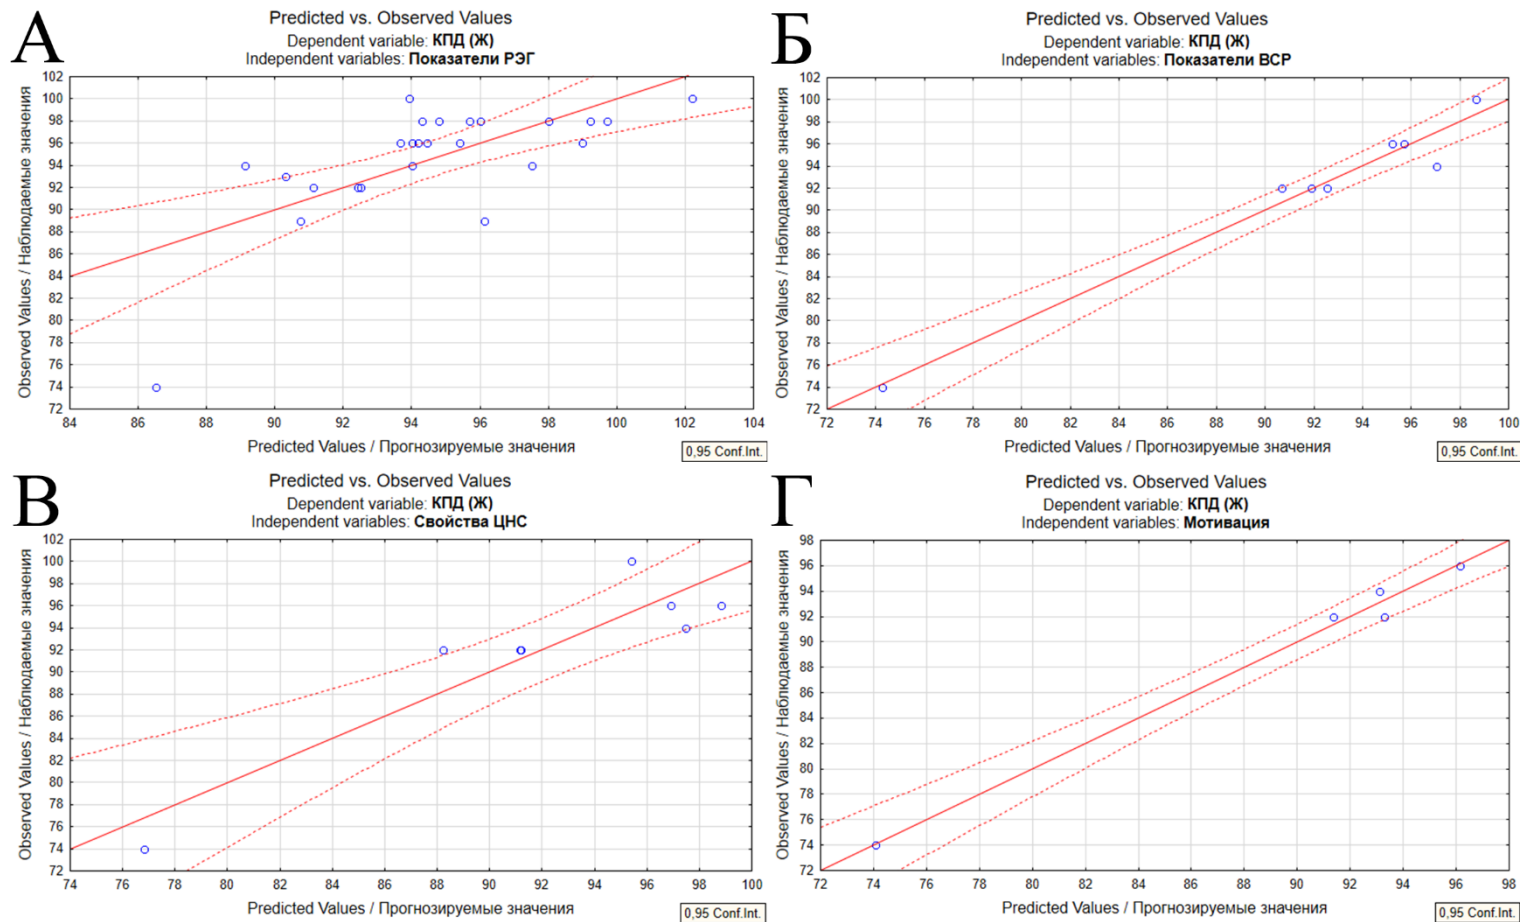 А
Predicted vs. Observed Values
Dependent variable: КПД (Ж)
Independent variables: Показатели РЭГ
Observed Values / Наблюдаемые значения
102
100
98
96
94
92
90
88
86
84
82
80
78
76
74
72
84 86 88 90 92 94 96 98 100 102 104
Predicted Values / Прогнозируемые значения
0,95 Conf.Int.
Б
Predicted vs. Observed Values
Dependent variable: КПД (Ж)
Independent variables: Показатели ВСР
Observed Values / Наблюдаемые значения
102
100
98
96
94
92
90
88
86
84
82
80
78
76
74
72
72 74 76 78 80 82 84 86 88 90 92 94 96 98 100
Predicted Values / Прогнозируемые значения
0,95 Conf.Int.
В
Predicted vs. Observed Values
Dependent variable: КПД (Ж)
Independent variables: Свойства ЦНС
Observed Values / Наблюдаемые значения
102
100
98
96
94
92
90
88
86
84
82
80
78
76
74
72
74 76 78 80 82 84 86 88 90 92 94 96 98 100
Predicted Values / Прогнозируемые значения
0,95 Conf.Int.
Г
Predicted vs. Observed Values
Dependent variable: КПД (Ж)
Independent variables: Мотивация
Observed Values / Наблюдаемые значения
98
96
94
92
90
88
86
84
82
80
78
76
74
72
72 74 76 78 80 82 84 86 88 90 92 94 96 98
Predicted Values / Прогнозируемые значения
0,95 Conf.Int.